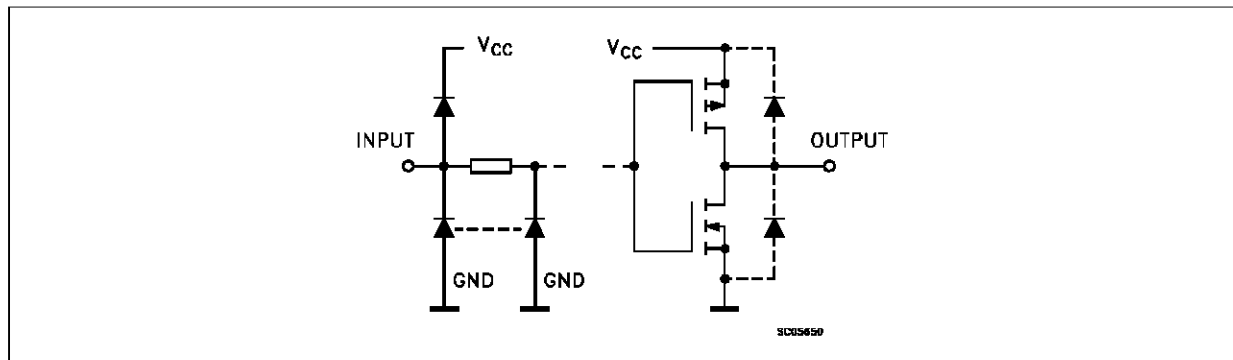 VCC
VCC
INPUT
OUTPUT
GND
GND
SC05650